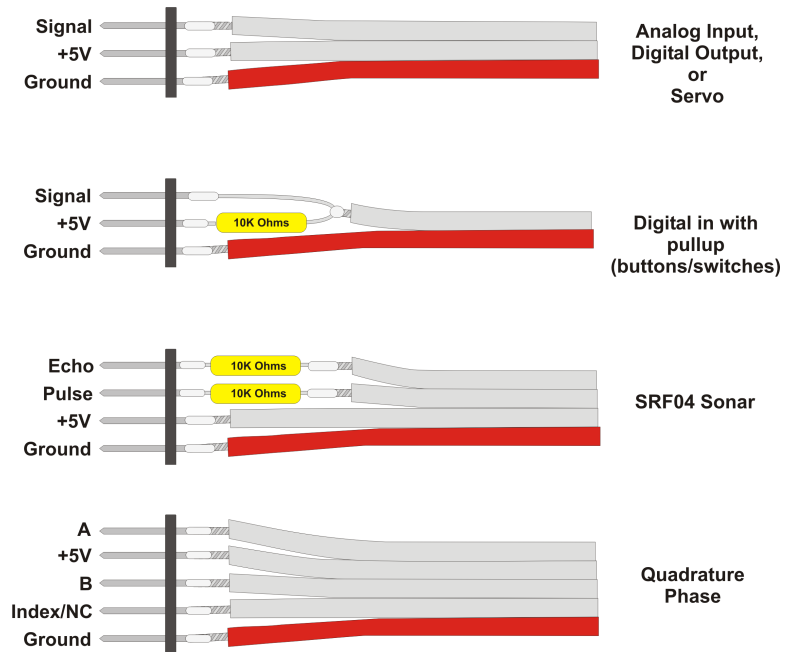 Signal
+5V
Ground
Analog Input,
Digital Output,
or
Servo
Signal
+5V
10K Ohms
Ground
Digital in with
pullup
(buttons/switches)
Echo
10K Ohms
Pulse
10K Ohms
+5V
Ground
SRF04 Sonar
A
+5V
B
Index/NC
Ground
Quadrature
Phase